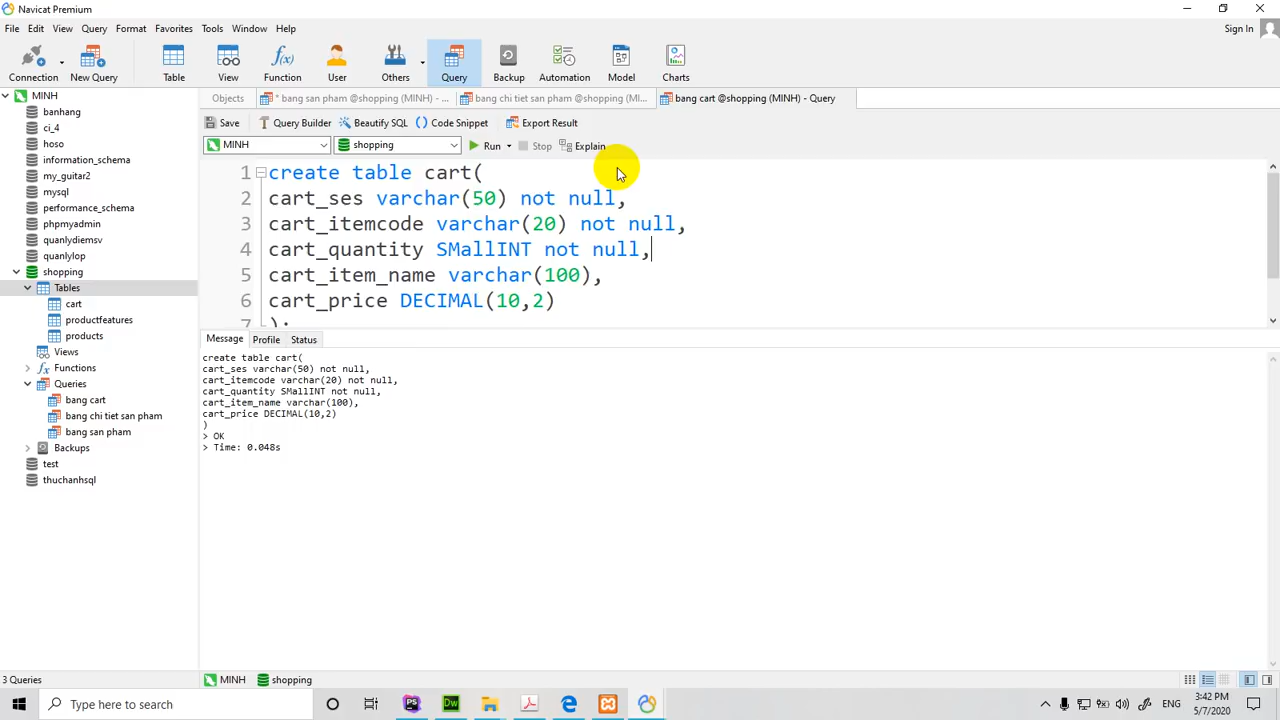 Navicat Premium
File Edit View Query Format Favorites Tools Window Help
Sign In
Connection New Query Table View Function User Others Query Backup Automation Model Charts
MINH
banhang
ci_4
hoso
information_schema
my_guitar2
mysql
performance_schema
phpmyadmin
quanlydiemsv
quanlylop
shopping
Tables
cart
productfeatures
products
Views
Functions
Queries
bang cart
bang chi tiet san pham
bang san pham
Backups
test
thuchanhsql
Objects * bang san pham @shopping (MINH) - ... bang chi tiet san pham @shopping (MI... bang cart @shopping (MINH) - Query
Save Query Builder Beautify SQL () Code Snippet Export Result
MINH shopping Run Stop Explain
1 create table cart(
2 cart_ses varchar(50) not null,
3 cart_itemcode varchar(20) not null,
4 cart_quantity SMallINT not null,
5 cart_item_name varchar(100),
6 cart_price DECIMAL(10,2)
7 );
Message Profile Status
create table cart(
cart_ses varchar(50) not null,
cart_itemcode varchar(20) not null,
cart_quantity SMallINT not null,
cart_item_name varchar(100),
cart_price DECIMAL(10,2)
)
> OK
> Time: 0.048s
3 Queries MINH shopping
Type here to search
ENG
3:42 PM
5/7/2020